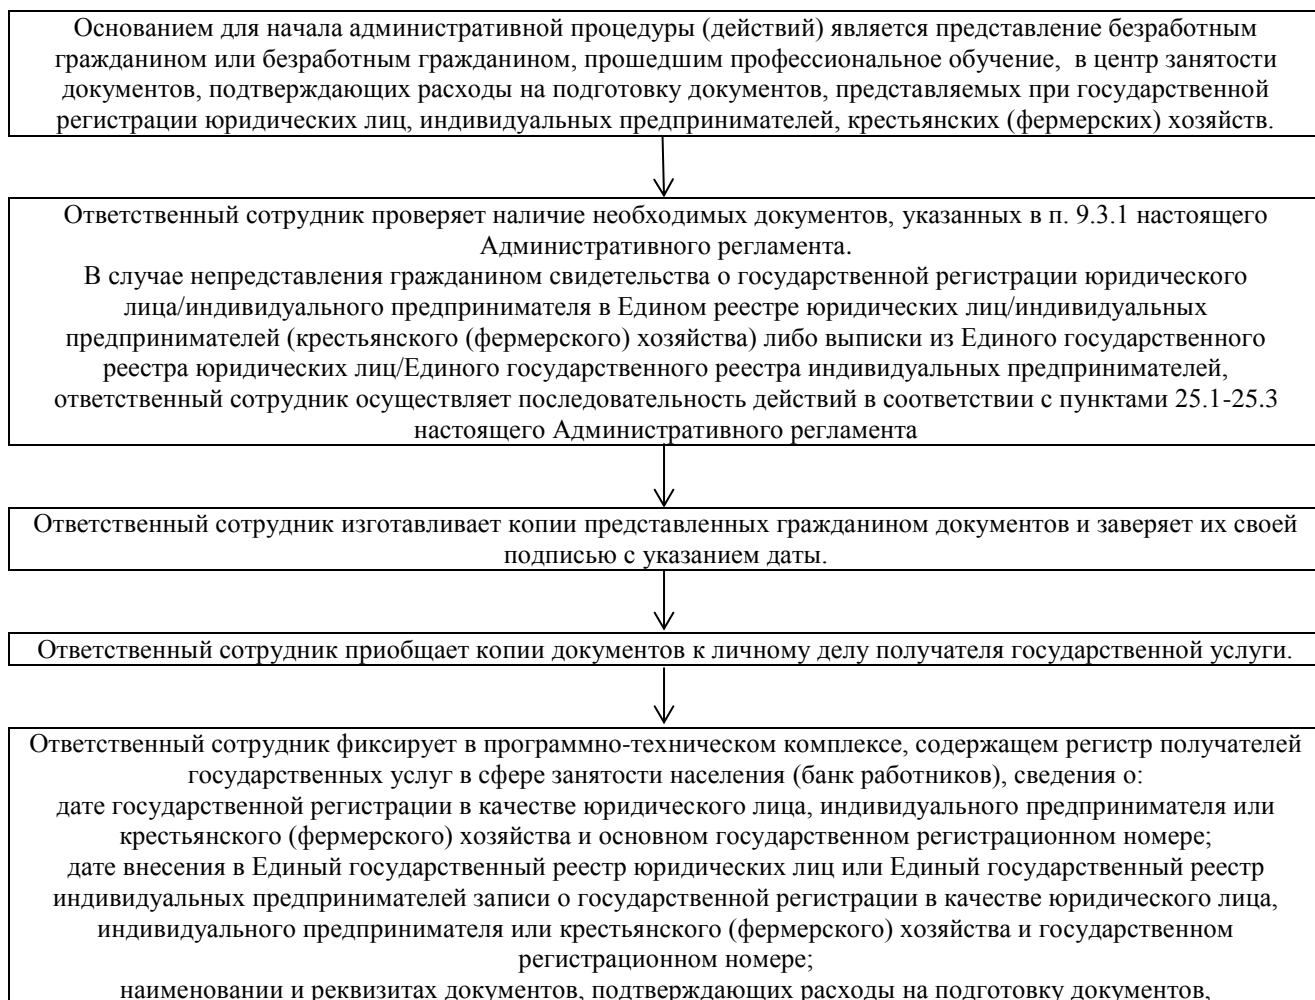 Основанием для начала административной процедуры (действий) является представление безработным
гражданином или безработным гражданином, прошедшим профессиональное обучение, в центр занятости
документов, подтверждающих расходы на подготовку документов, представляемых при государственной
регистрации юридических лиц, индивидуальных предпринимателей, крестьянских (фермерских) хозяйств.
Ответственный сотрудник проверяет наличие необходимых документов, указанных в п. 9.3.1 настоящего
Административного регламента.
В случае непредставления гражданином свидетельства о государственной регистрации юридического
лица/индивидуального предпринимателя в Едином реестре юридических лиц/индивидуальных
предпринимателей (крестьянского (фермерского) хозяйства) либо выписки из Единого государственного
реестра юридических лиц/Единого государственного реестра индивидуальных предпринимателей,
ответственный сотрудник осуществляет последовательность действий в соответствии с пунктами 25.1-25.3
настоящего Административного регламента
Ответственный сотрудник изготавливает копии представленных гражданином документов и заверяет их своей
подписью с указанием даты.
Ответственный сотрудник приобщает копии документов к личному делу получателя государственной услуги.
Ответственный сотрудник фиксирует в программно-техническом комплексе, содержащем регистр получателей
государственных услуг в сфере занятости населения (банк работников), сведения о:
дате государственной регистрации в качестве юридического лица, индивидуального предпринимателя или
крестьянского (фермерского) хозяйства и основном государственном регистрационном номере;
дате внесения в Единый государственный реестр юридических лиц или Единый государственный реестр
индивидуальных предпринимателей записи о государственной регистрации в качестве юридического лица,
индивидуального предпринимателя или крестьянского (фермерского) хозяйства и государственном
регистрационном номере;
наименовании и реквизитах документов, подтверждающих расходы на подготовку документов,